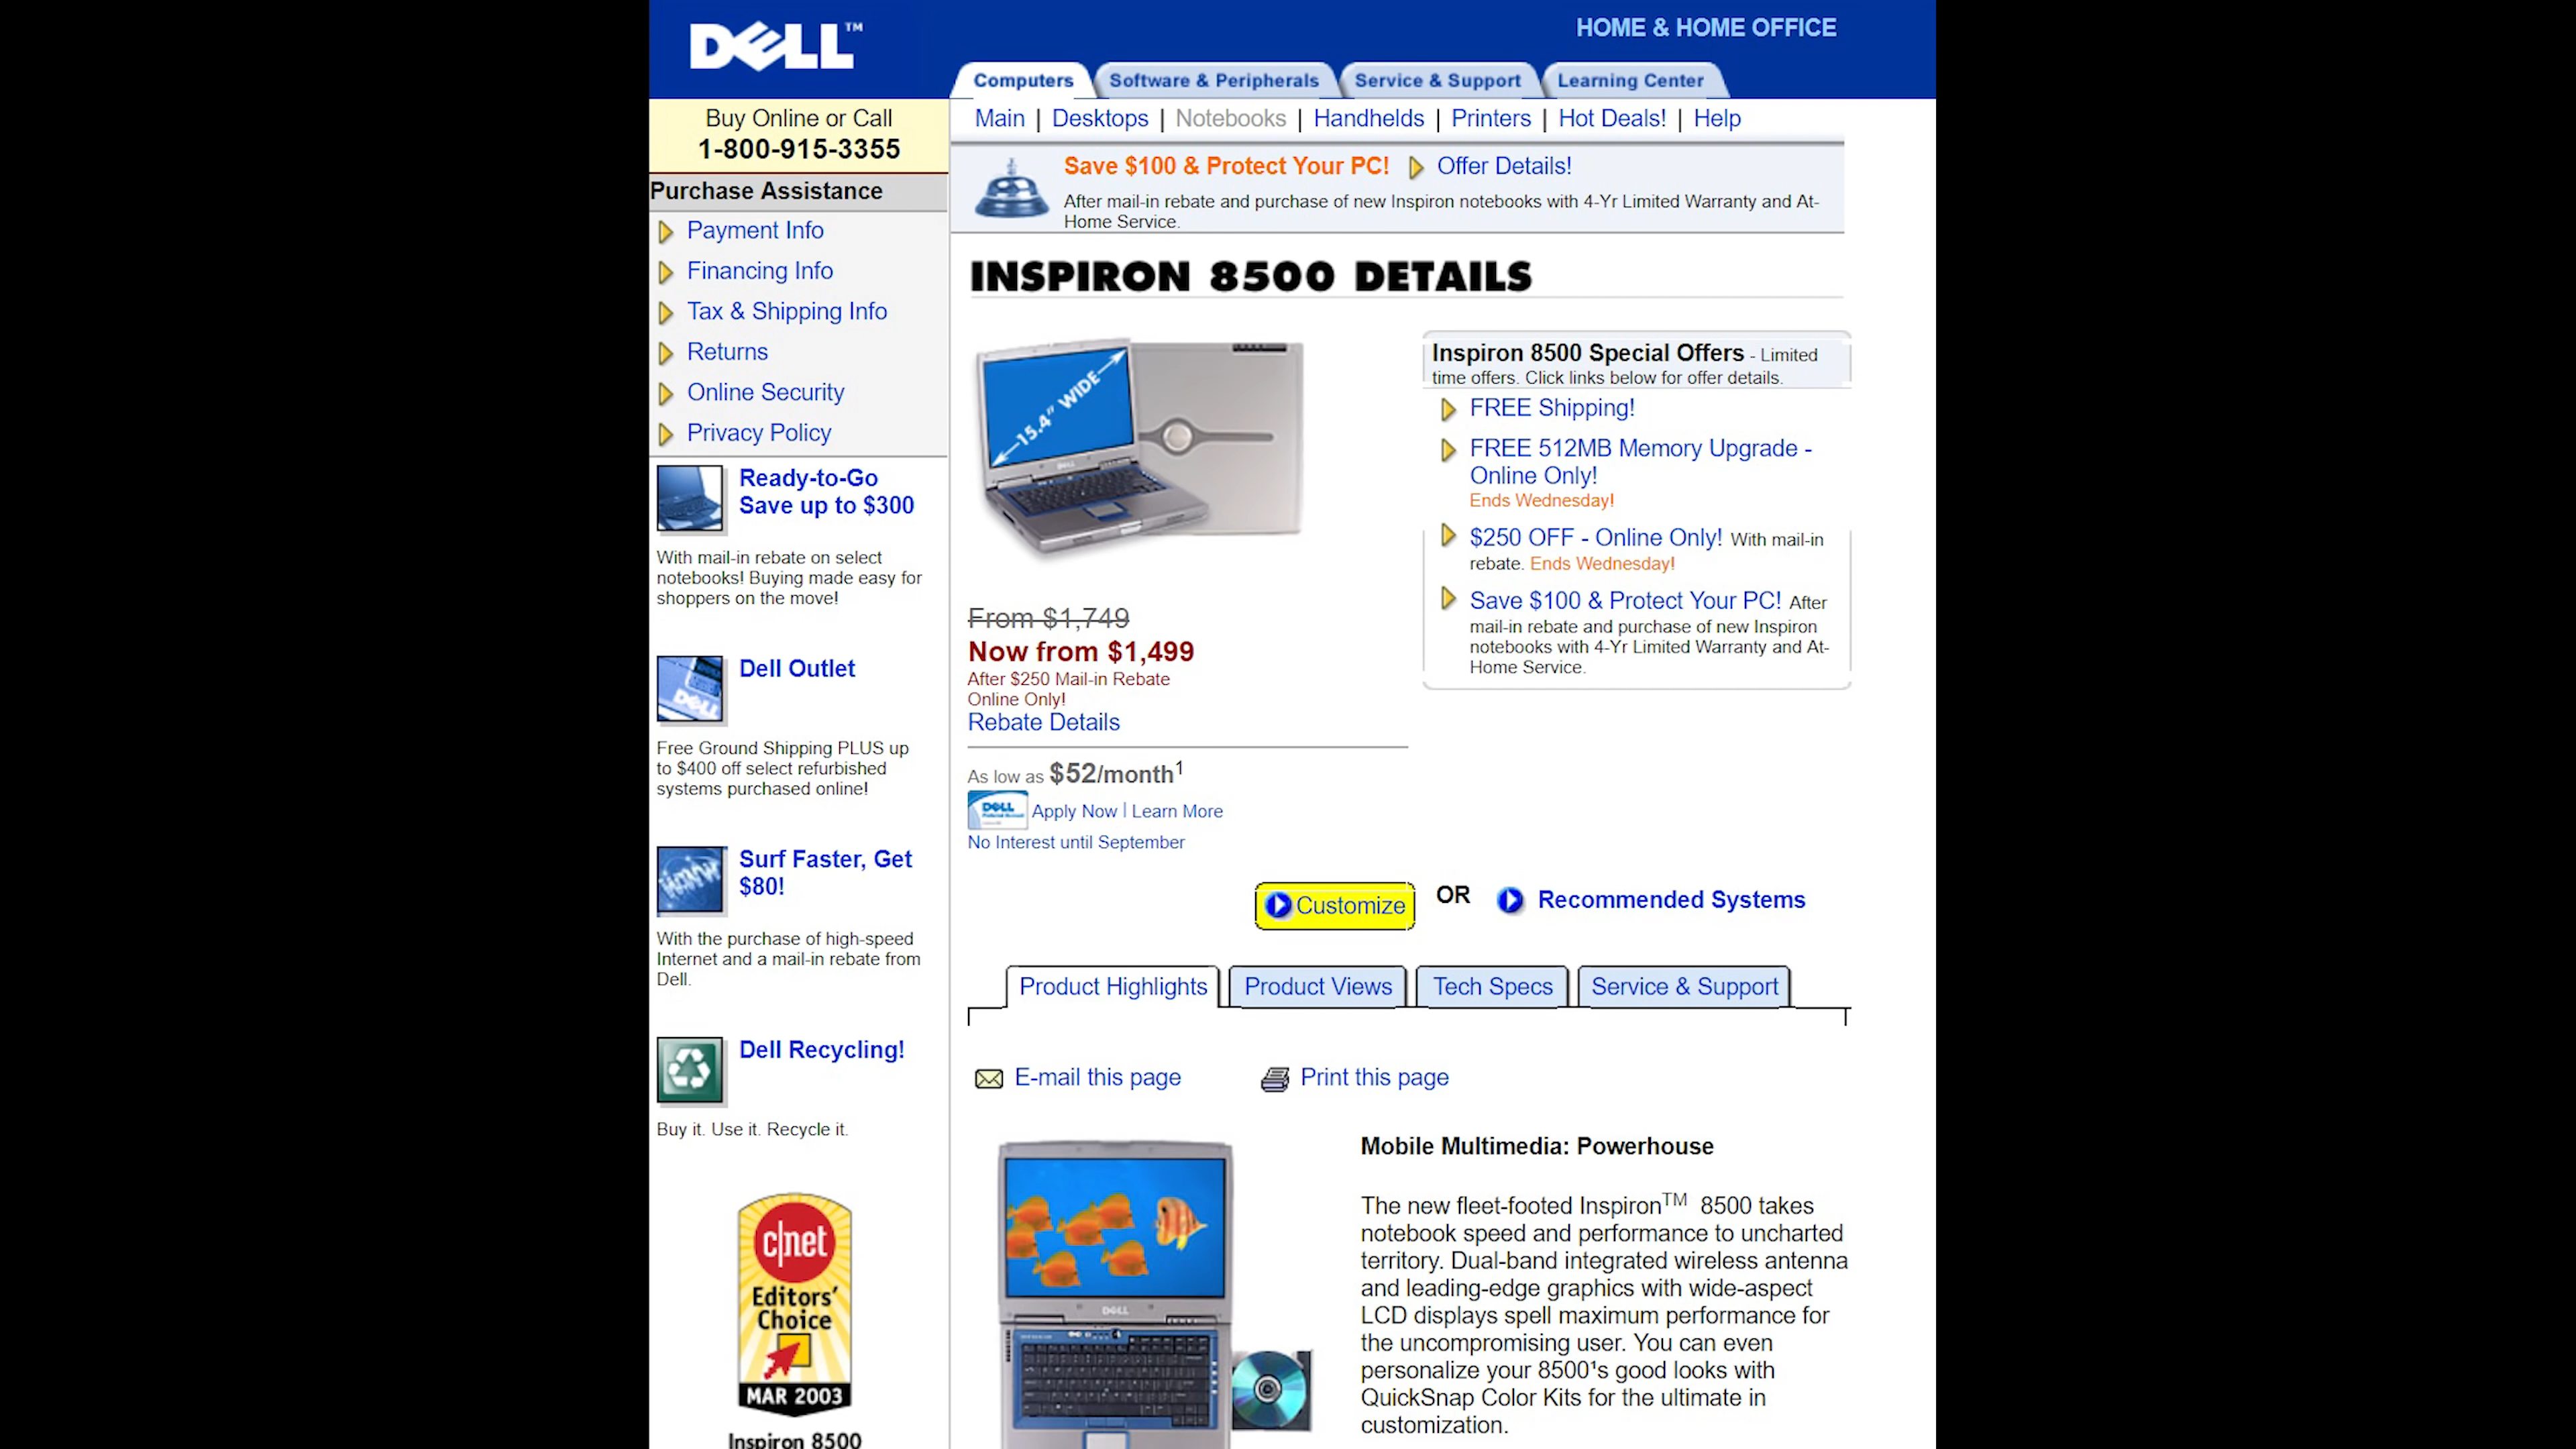 DELL™
HOME & HOME OFFICE
Computers
Software & Peripherals
Service & Support
Learning Center
Buy Online or Call
1-800-915-3355
Main | Desktops | Notebooks | Handhelds | Printers | Hot Deals! | Help
Save $100 & Protect Your PC! Offer Details!
After mail-in rebate and purchase of new Inspiron notebooks with 4-Yr Limited Warranty and At-
Home Service.
Purchase Assistance
Payment Info
Financing Info
Tax & Shipping Info
Returns
Online Security
Privacy Policy
Ready-to-Go
Save up to $300
With mail-in rebate on select
notebooks! Buying made easy for
shoppers on the move!
DELL
Dell Outlet
Free Ground Shipping PLUS up
to $400 off select refurbished
systems purchased online!
WWW
Surf Faster, Get
$80!
With the purchase of high-speed
Internet and a mail-in rebate from
Dell.
Dell Recycling!
Buy it. Use it. Recycle it.
c|net
Editors'
Choice
MAR 2003
Inspiron 8500
INSPIRON 8500 DETAILS
15.4" WIDE
DELL
Inspiron 8500 Special Offers - Limited
time offers. Click links below for offer details.
FREE Shipping!
FREE 512MB Memory Upgrade -
Online Only!
Ends Wednesday!
$250 OFF - Online Only! With mail-in
rebate. Ends Wednesday!
Save $100 & Protect Your PC! After
mail-in rebate and purchase of new Inspiron
notebooks with 4-Yr Limited Warranty and At-
Home Service.
From $1,749
Now from $1,499
After $250 Mail-in Rebate
Online Only!
Rebate Details
As low as $52/month1
DELL
Preferred Account
Apply Now | Learn More
No Interest until September
Customize
OR
Recommended Systems
Product Highlights
Product Views
Tech Specs
Service & Support
E-mail this page
Print this page
DELL
Mobile Multimedia: Powerhouse
The new fleet-footed Inspiron™ 8500 takes
notebook speed and performance to uncharted
territory. Dual-band integrated wireless antenna
and leading-edge graphics with wide-aspect
LCD displays spell maximum performance for
the uncompromising user. You can even
personalize your 8500¹s good looks with
QuickSnap Color Kits for the ultimate in
customization.